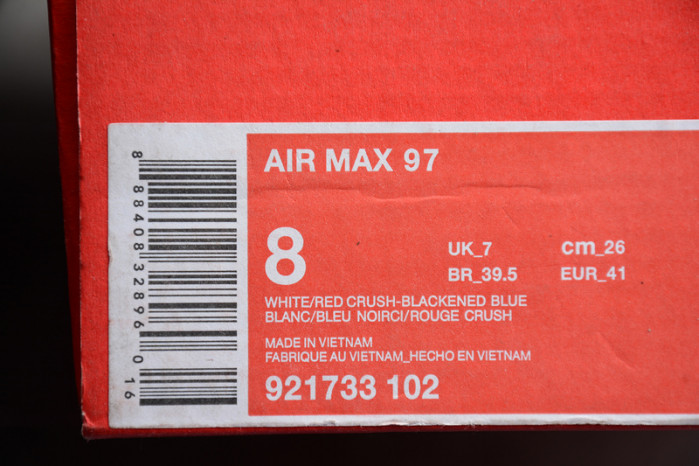 AIR MAX 97
8
UK_7 cm_26
BR_39.5 EUR_41
WHITE/RED CRUSH-BLACKENED BLUE
BLANC/BLEU NOIRCI/ROUGE CRUSH
MADE IN VIETNAM
FABRIQUE AU VIETNAM_HECHO EN VIETNAM
921733 102
8 88408 32896 0 16